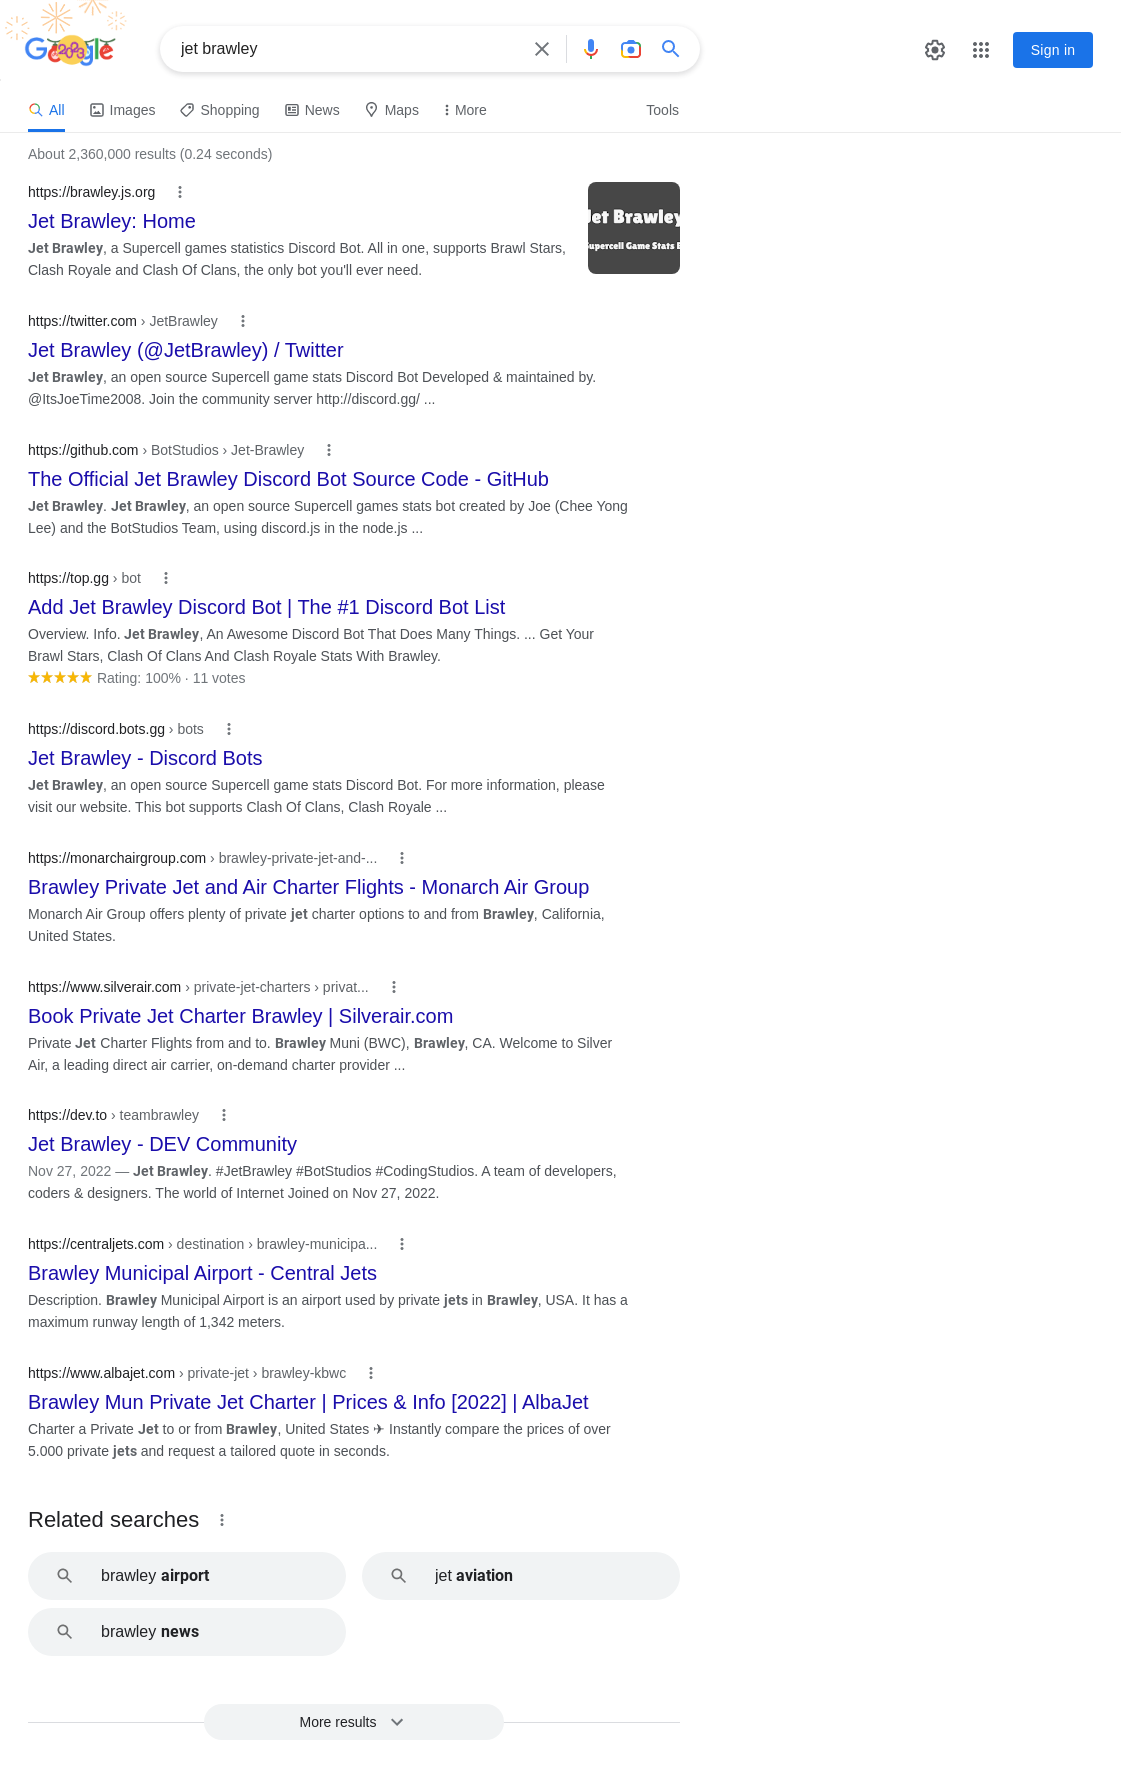 Google
2023
jet brawley
Sign in
All
Images
Shopping
News
Maps
More
Tools
About 2,360,000 results (0.24 seconds)
https://brawley.js.org
Jet Brawley: Home
Jet Brawley, a Supercell games statistics Discord Bot. All in one, supports Brawl Stars,
Clash Royale and Clash Of Clans, the only bot you'll ever need.
Jet Brawley
Supercell Game Stats B
https://twitter.com › JetBrawley
Jet Brawley (@JetBrawley) / Twitter
Jet Brawley, an open source Supercell game stats Discord Bot Developed & maintained by.
@ItsJoeTime2008. Join the community server http://discord.gg/ ...
https://github.com › BotStudios › Jet-Brawley
The Official Jet Brawley Discord Bot Source Code - GitHub
Jet Brawley. Jet Brawley, an open source Supercell games stats bot created by Joe (Chee Yong
Lee) and the BotStudios Team, using discord.js in the node.js ...
https://top.gg › bot
Add Jet Brawley Discord Bot | The #1 Discord Bot List
Overview. Info. Jet Brawley, An Awesome Discord Bot That Does Many Things. ... Get Your
Brawl Stars, Clash Of Clans And Clash Royale Stats With Brawley.
Rating: 100% · 11 votes
https://discord.bots.gg › bots
Jet Brawley - Discord Bots
Jet Brawley, an open source Supercell game stats Discord Bot. For more information, please
visit our website. This bot supports Clash Of Clans, Clash Royale ...
https://monarchairgroup.com › brawley-private-jet-and-...
Brawley Private Jet and Air Charter Flights - Monarch Air Group
Monarch Air Group offers plenty of private jet charter options to and from Brawley, California,
United States.
https://www.silverair.com › private-jet-charters › privat...
Book Private Jet Charter Brawley | Silverair.com
Private Jet Charter Flights from and to. Brawley Muni (BWC), Brawley, CA. Welcome to Silver
Air, a leading direct air carrier, on-demand charter provider ...
https://dev.to › teambrawley
Jet Brawley - DEV Community
Nov 27, 2022 — Jet Brawley. #JetBrawley #BotStudios #CodingStudios. A team of developers,
coders & designers. The world of Internet Joined on Nov 27, 2022.
https://centraljets.com › destination › brawley-municipa...
Brawley Municipal Airport - Central Jets
Description. Brawley Municipal Airport is an airport used by private jets in Brawley, USA. It has a
maximum runway length of 1,342 meters.
https://www.albajet.com › private-jet › brawley-kbwc
Brawley Mun Private Jet Charter | Prices & Info [2022] | AlbaJet
Charter a Private Jet to or from Brawley, United States ✈ Instantly compare the prices of over
5.000 private jets and request a tailored quote in seconds.
Related searches
brawley airport
jet aviation
brawley news
More results